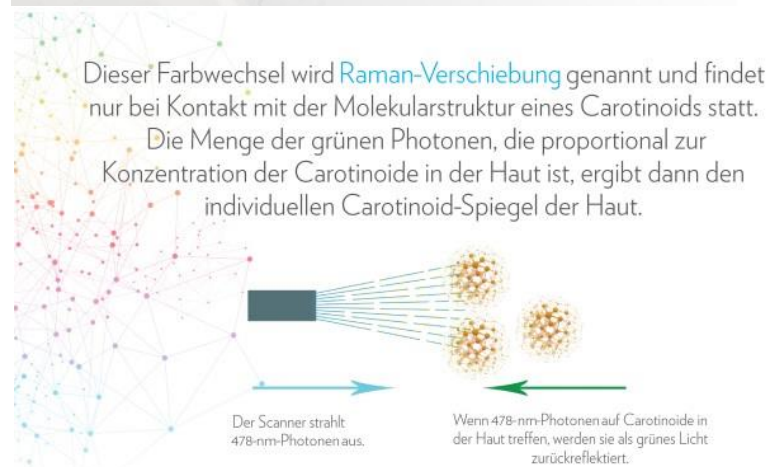 Dieser Farbwechsel wird Raman-Verschiebung genannt und findet
nur bei Kontakt mit der Molekularstruktur eines Carotinoids statt.
Die Menge der grünen Photonen, die proportional zur
Konzentration der Carotinoide in der Haut ist, ergibt dann den
individuellen Carotinoid-Spiegel der Haut.
Der Scanner strahlt
478-nm-Photonen aus.
Wenn 478-nm-Photonen auf Carotinoide in
der Haut treffen, werden sie als grünes Licht
zurückreflektiert.